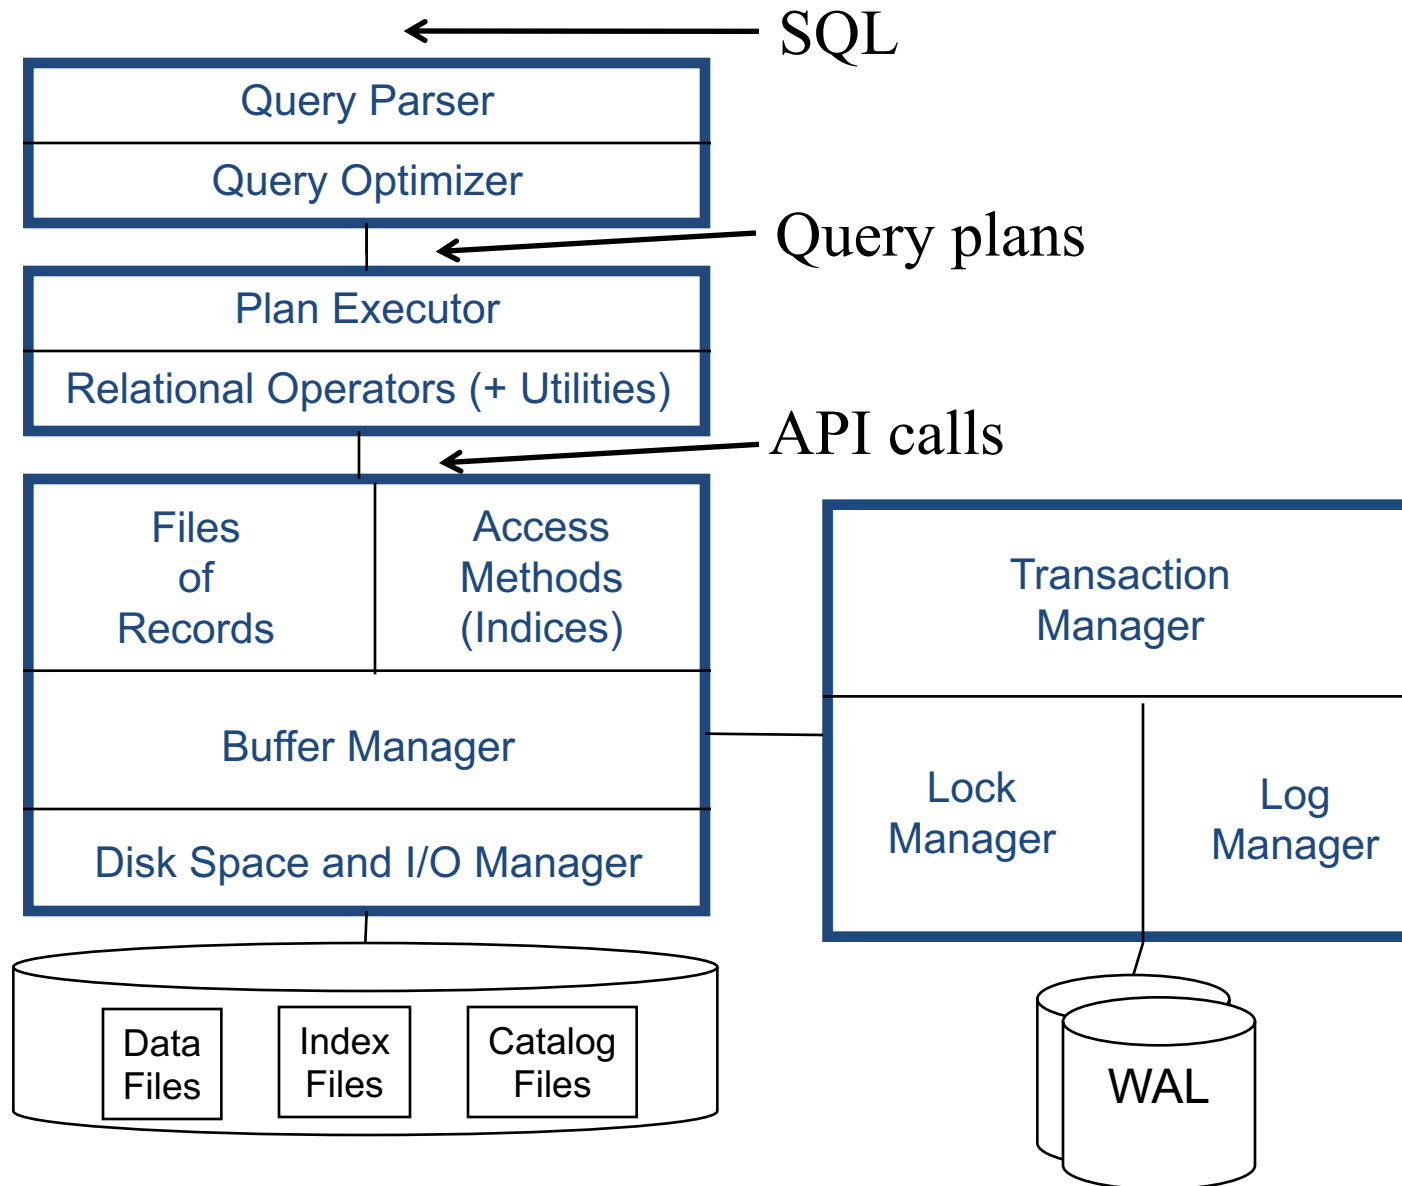 SQL
Query Parser
Query Optimizer
Query plans
Plan Executor
Relational Operators (+ Utilities)
API calls
Files
of
Records
Access
Methods
(Indices)
Buffer Manager
Disk Space and I/O Manager
Transaction
Manager
Lock
Manager
Log
Manager
Data
Files
Index
Files
Catalog
Files
WAL